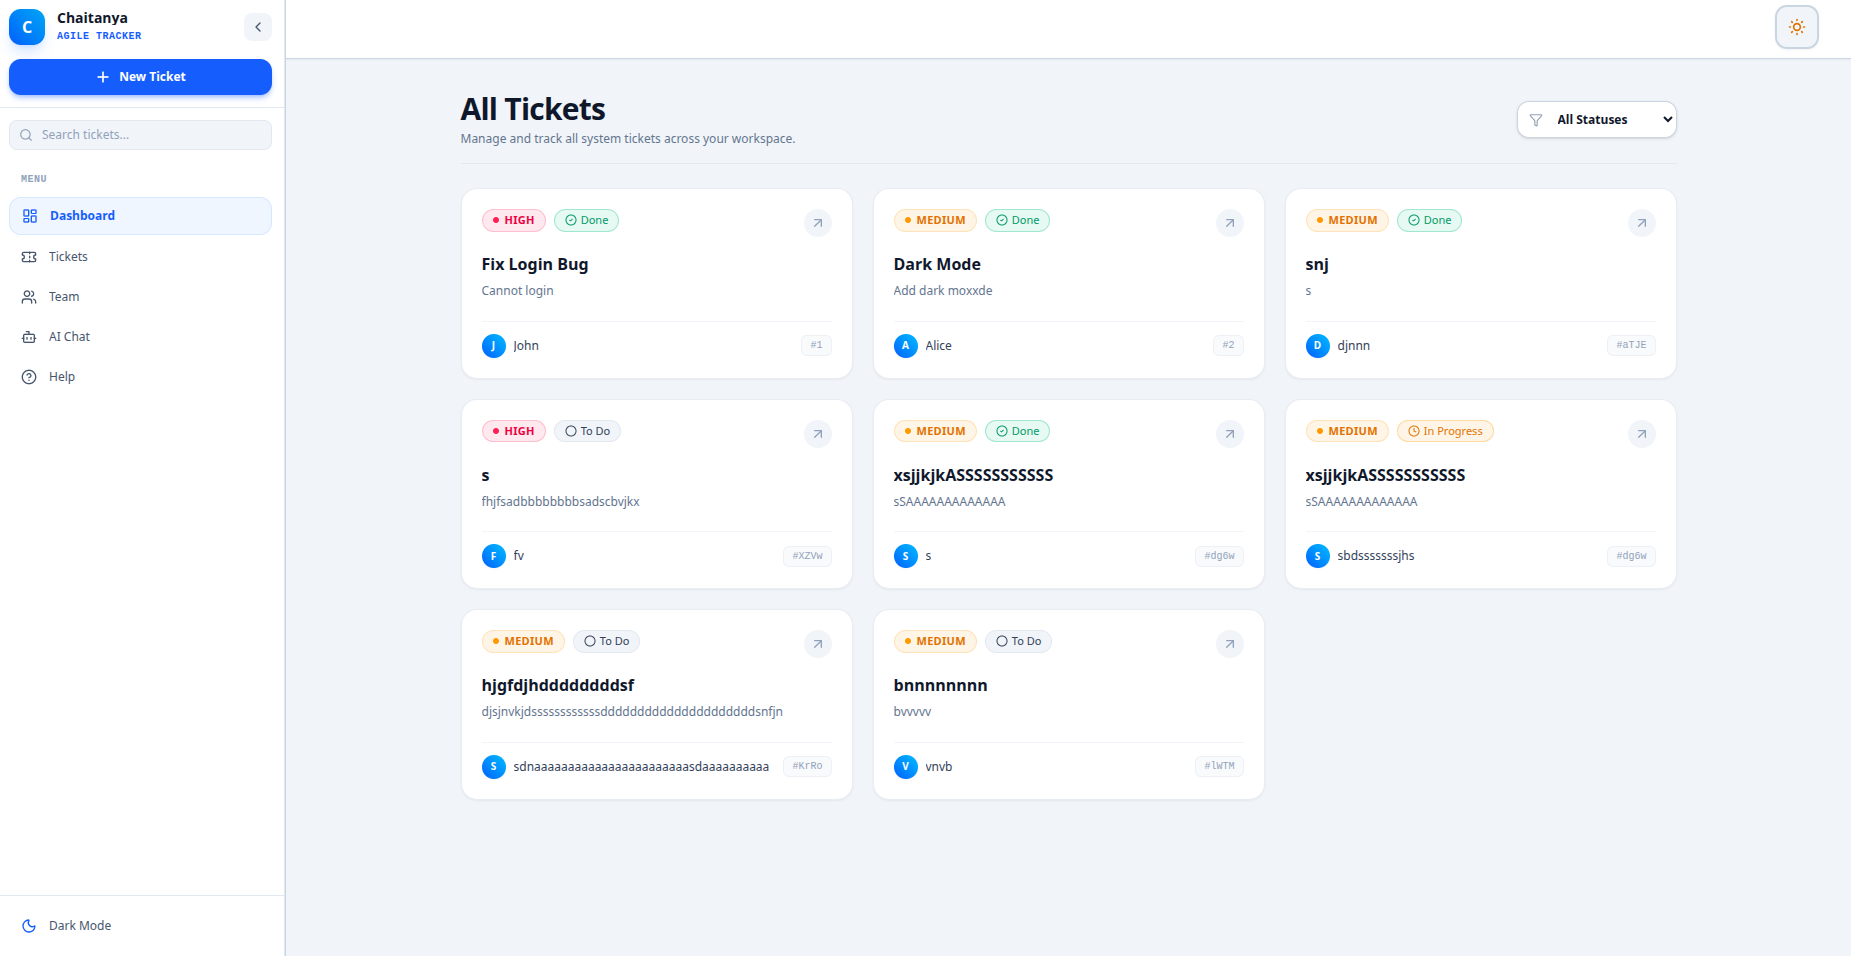 C
Chaitanya
AGILE TRACKER
New Ticket
Search tickets...
MENU
Dashboard
Tickets
Team
AI Chat
Help
Dark Mode
All Tickets
Manage and track all system tickets across your workspace.
All Statuses
HIGH Done
Fix Login Bug
Cannot login
J John #1
MEDIUM Done
Dark Mode
Add dark moxxde
A Alice #2
MEDIUM Done
snj
s
D djnnn #aTJE
HIGH To Do
s
fhjfsadbbbbbbbbsadscbvjkx
F fv #XZVw
MEDIUM Done
xsjjkjkASSSSSSSSSSS
sSAAAAAAAAAAAAA
S s #dg6w
MEDIUM In Progress
xsjjkjkASSSSSSSSSSS
sSAAAAAAAAAAAAA
S sbdsssssssjhs #dg6w
MEDIUM To Do
hjgfdjhddddddddsf
djsjnvkjdssssssssssssddddddddddddddddddddsnfjn
S sdnaaaaaaaaaaaaaaaaaaaaaaasdaaaaaaaaaa #KrRo
MEDIUM To Do
bnnnnnnnn
bvvvvv
V vnvb #lWTM